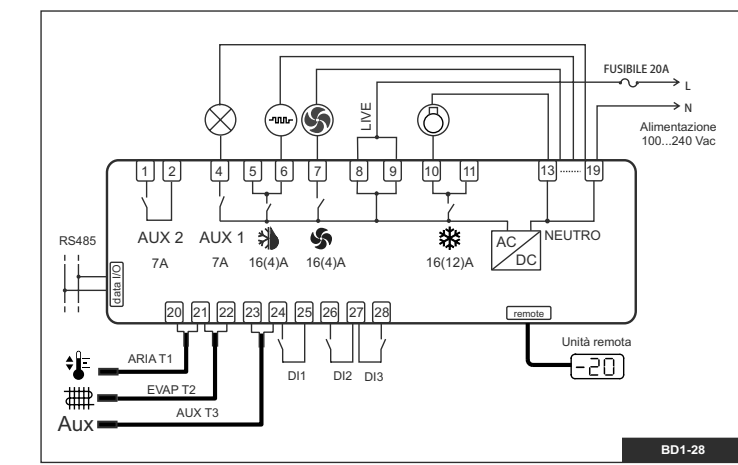 FUSIBILE 20A
L
N
Alimentazione
100...240 Vac
LIVE
1 2 4 5 6 7 8 9 10 11 13 ........ 19
AUX 2 AUX 1 AC DC NEUTRO
7A 7A 16(4)A 16(4)A 16(12)A
RS485
data I/O
20 21 22 23 24 25 26 27 28 remote
ARIA T1 DI1 DI2 DI3 Unità remota
-20
EVAP T2
AUX T3
Aux
BD1-28